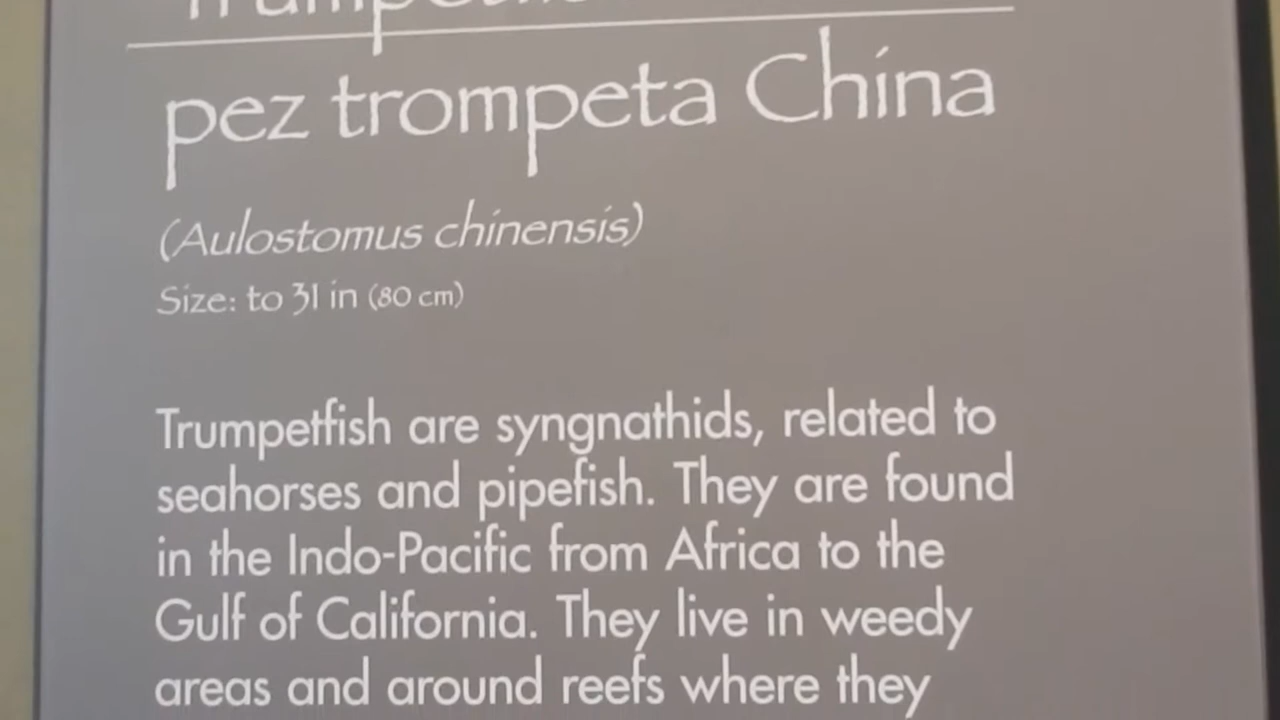 Trumpetfish
pez trompeta China
(Aulostomus chinensis)
Size: to 31 in (80 cm)
Trumpetfish are syngnathids, related to
seahorses and pipefish. They are found
in the Indo-Pacific from Africa to the
Gulf of California. They live in weedy
areas and around reefs where they